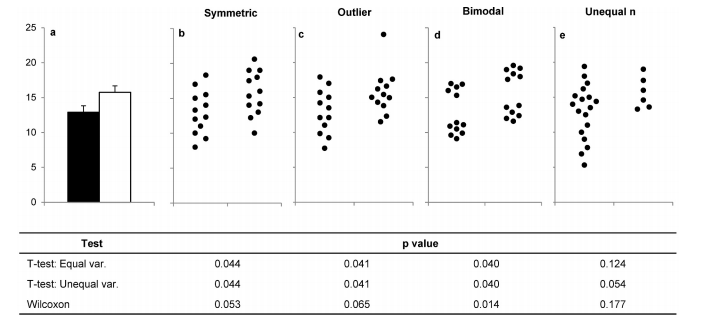 Symmetric Outlier Bimodal Unequal n
a b c d e
25
20
15
10
5
0
Test p value
T-test: Equal var. 0.044 0.041 0.040 0.124
T-test: Unequal var. 0.044 0.041 0.040 0.054
Wilcoxon 0.053 0.065 0.014 0.177